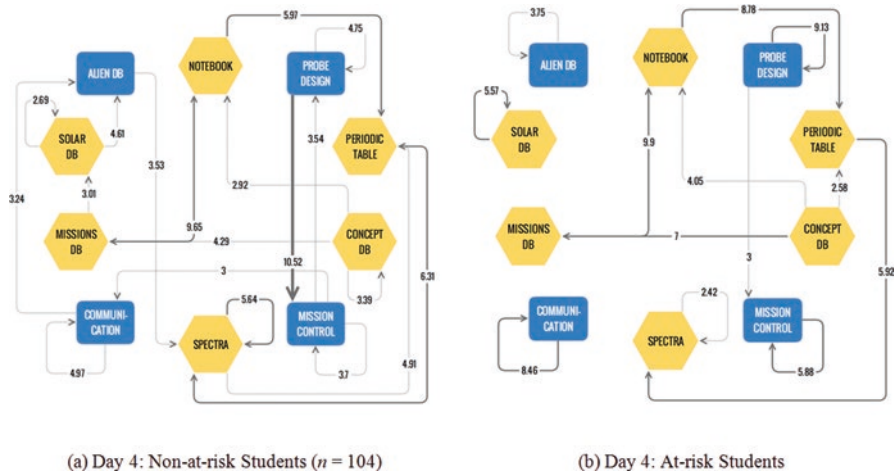 5.97
4.75
NOTEBOOK
ALIEN DB
PROBE
DESIGN
2.69
4.61
SOLAR
DB
3.53
3.54
PERIODIC
TABLE
3.24
3.01
2.92
9.65
MISSIONS
DB
4.29
CONCEPT
DB
10.52
3
6.31
3.39
5.64
COMMUNI-
CATION
SPECTRA
MISSION
CONTROL
4.91
4.97
3.7
(a) Day 4: Non-at-risk Students (n = 104)
3.75
8.78
9.13
ALIEN DB
NOTEBOOK
PROBE
DESIGN
5.57
SOLAR
DB
9.9
PERIODIC
TABLE
4.05
2.58
MISSIONS
DB
7
CONCEPT
DB
3
5.92
2.42
COMMUNI-
CATION
SPECTRA
MISSION
CONTROL
8.46
5.88
(b) Day 4: At-risk Students